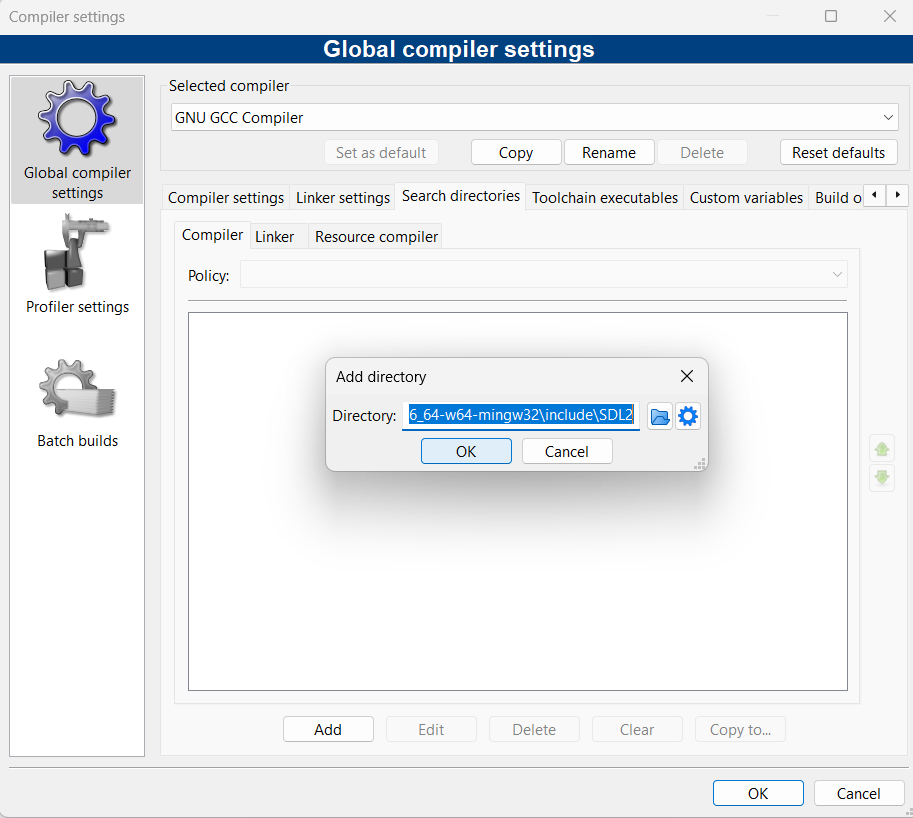 Compiler settings
Global compiler settings
Global compiler
settings
Profiler settings
Batch builds
Selected compiler
GNU GCC Compiler
Set as default Copy Rename Delete Reset defaults
Compiler settings Linker settings Search directories Toolchain executables Custom variables Build o
Compiler Linker Resource compiler
Policy:
Add directory
Directory: 6_64-w64-mingw32\include\SDL2
OK Cancel
Add Edit Delete Clear Copy to...
OK Cancel